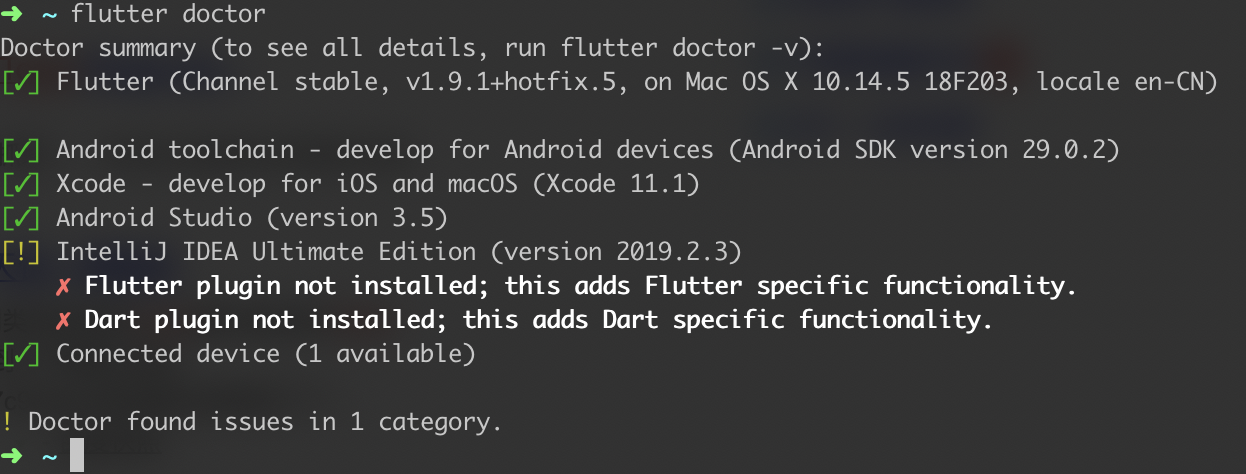 ➜ ~ flutter doctor
Doctor summary (to see all details, run flutter doctor -v):
[✓] Flutter (Channel stable, v1.9.1+hotfix.5, on Mac OS X 10.14.5 18F203, locale en-CN)
[✓] Android toolchain - develop for Android devices (Android SDK version 29.0.2)
[✓] Xcode - develop for iOS and macOS (Xcode 11.1)
[✓] Android Studio (version 3.5)
[!] IntelliJ IDEA Ultimate Edition (version 2019.2.3)
✗ Flutter plugin not installed; this adds Flutter specific functionality.
✗ Dart plugin not installed; this adds Dart specific functionality.
[✓] Connected device (1 available)
! Doctor found issues in 1 category.
➜ ~